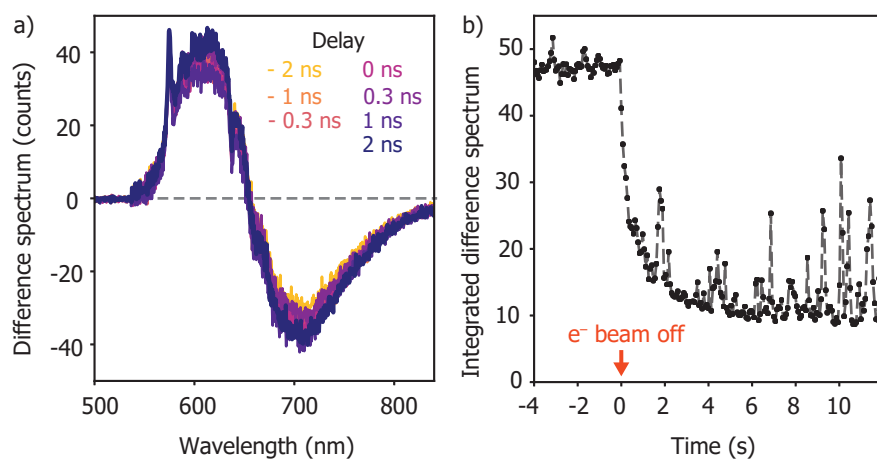 a)
Difference spectrum (counts)
40
20
0
-20
-40
Delay
- 2 ns
0 ns
- 1 ns
0.3 ns
- 0.3 ns
1 ns
2 ns
500
600
700
800
Wavelength (nm)
b)
Integrated difference spectrum
50
40
30
20
10
0
e⁻ beam off
-4
-2
0
2
4
6
8
10
Time (s)